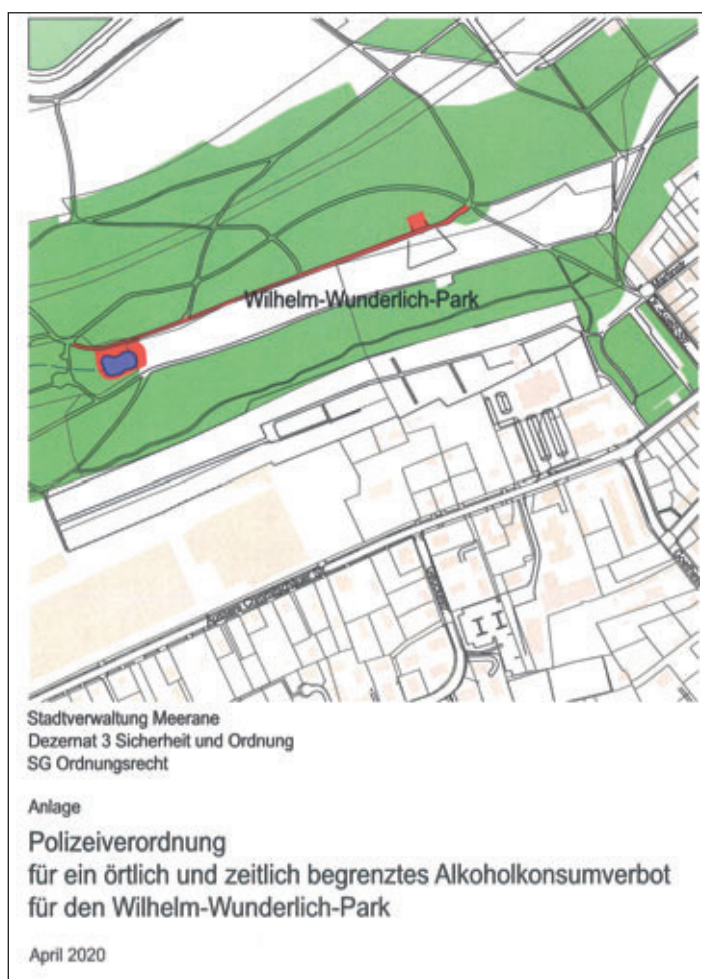 Wilhelm-Wunderlich-Park
Stadtverwaltung Meerane
Dezernat 3 Sicherheit und Ordnung
SG Ordnungsrecht
Anlage
Polizeiverordnung
für ein örtlich und zeitlich begrenztes Alkoholkonsumverbot
für den Wilhelm-Wunderlich-Park
April 2020